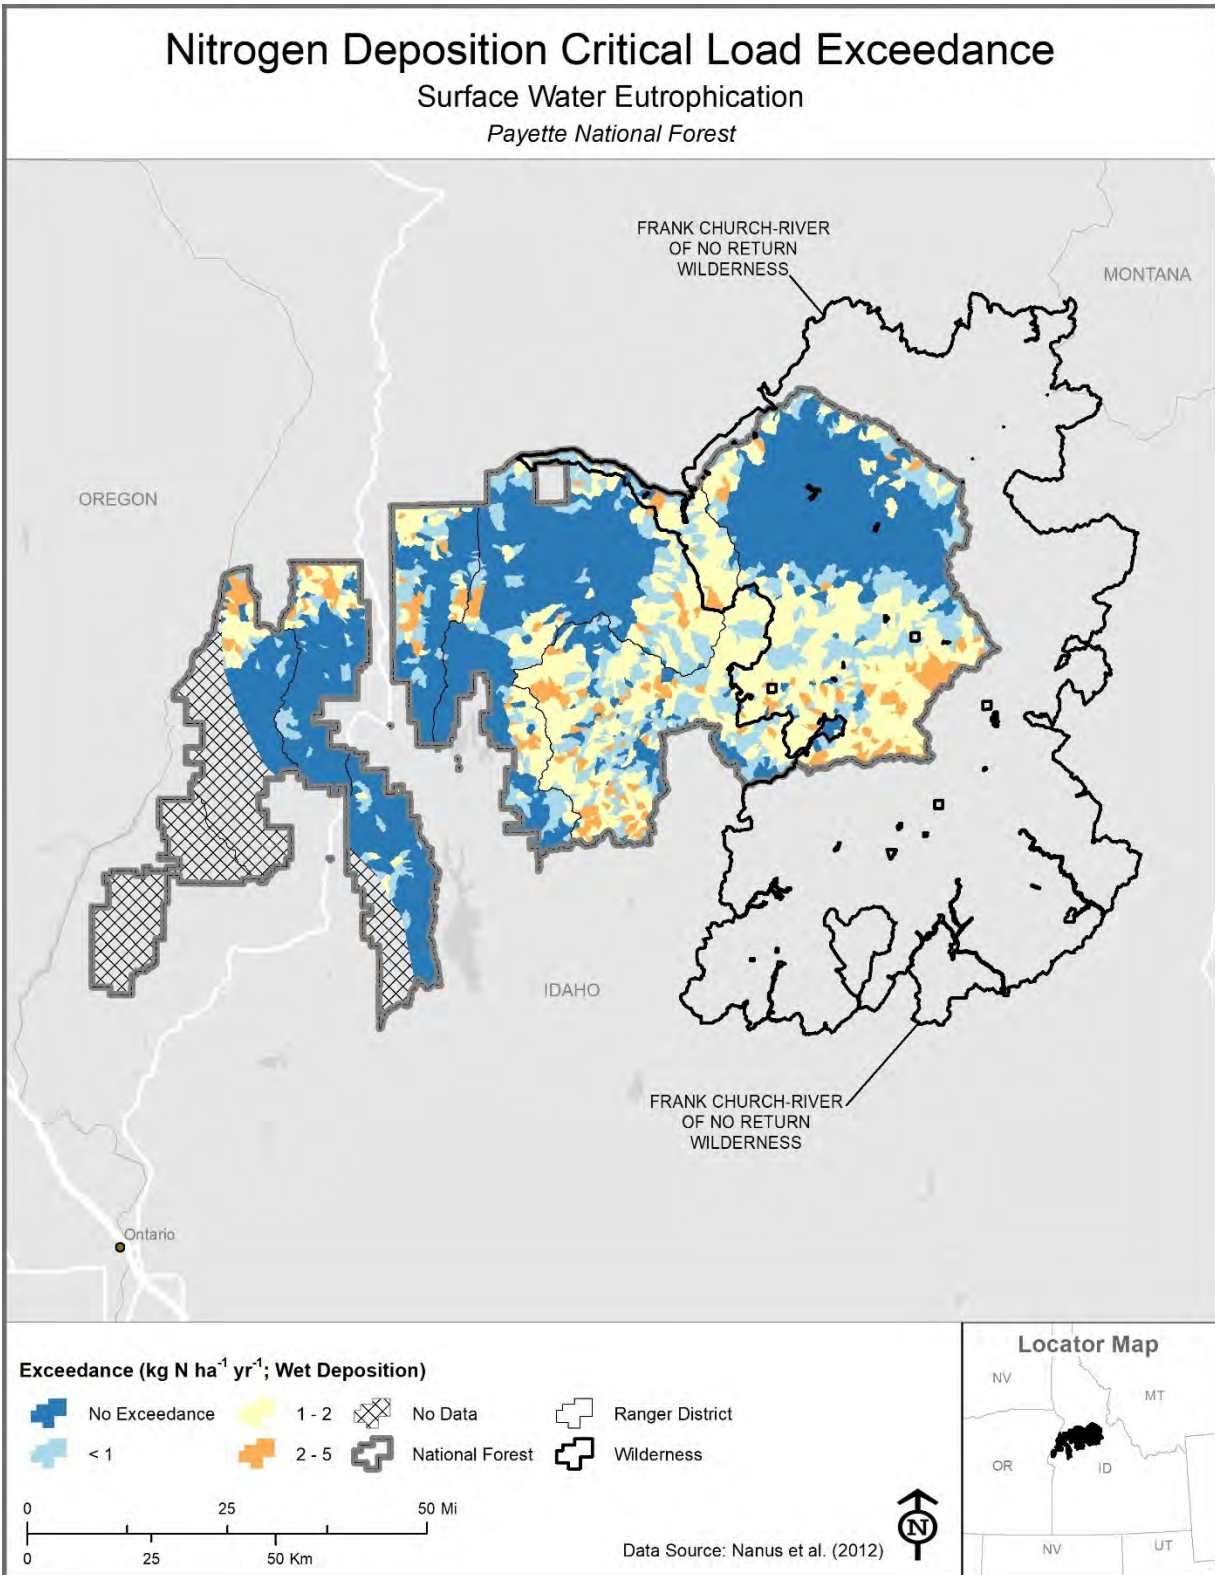 Nitrogen Deposition Critical Load Exceedance
Surface Water Eutrophication
Payette National Forest
FRANK CHURCH-RIVER
OF NO RETURN
WILDERNESS
MONTANA
OREGON
IDAHO
FRANK CHURCH-RIVER
OF NO RETURN
WILDERNESS
Ontario
Exceedance (kg N ha⁻¹ yr⁻¹; Wet Deposition)
No Exceedance
1 - 2
No Data
Ranger District
< 1
2 - 5
National Forest
Wilderness
0 25 50 Mi
0 25 50 Km
Data Source: Nanus et al. (2012)
N
Locator Map
NV
MT
OR
ID
NV
UT